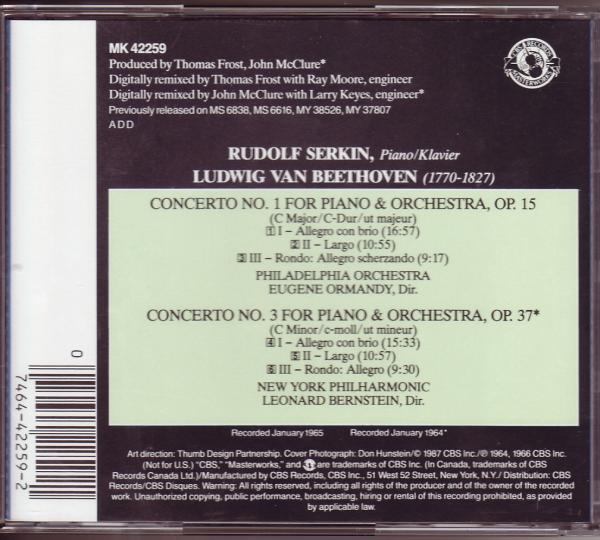 MK 42259
Produced by Thomas Frost, John McClure*
Digitally remixed by Thomas Frost with Ray Moore, engineer
Digitally remixed by John McClure with Larry Keyes, engineer*
Previously released on MS 6838, MS 6616, MY 38526, MY 37807
ADD
CBS RECORDS
MASTERWORKS
RUDOLF SERKIN, Piano/Klavier
LUDWIG VAN BEETHOVEN (1770-1827)
CONCERTO NO. 1 FOR PIANO & ORCHESTRA, OP. 15
(C Major/C-Dur/ut majeur)
1 I – Allegro con brio (16:57)
2 II – Largo (10:55)
3 III – Rondo: Allegro scherzando (9:17)
PHILADELPHIA ORCHESTRA
EUGENE ORMANDY, Dir.
CONCERTO NO. 3 FOR PIANO & ORCHESTRA, OP. 37*
(C Minor/c-moll/ut mineur)
4 I – Allegro con brio (15:33)
5 II – Largo (10:57)
6 III – Rondo: Allegro (9:30)
NEW YORK PHILHARMONIC
LEONARD BERNSTEIN, Dir.
Recorded January 1965 Recorded January 1964*
Art direction: Thumb Design Partnership. Cover Photograph: Don Hunstein/© 1987 CBS Inc./℗ 1964, 1966 CBS Inc.
(Not for U.S.) "CBS," "Masterworks," and are trademarks of CBS Inc. (In Canada, trademarks of CBS
Records Canada Ltd.)/Manufactured by CBS Records, CBS Inc., 51 West 52 Street, New York, N.Y./ Distribution: CBS
Records/CBS Disques. Warning: All rights reserved, including all rights of the producer and of the owner of the recorded
work. Unauthorized copying, public performance, broadcasting, hiring or rental of this recording prohibited, as provided
by applicable law.
0
7464-42259-2